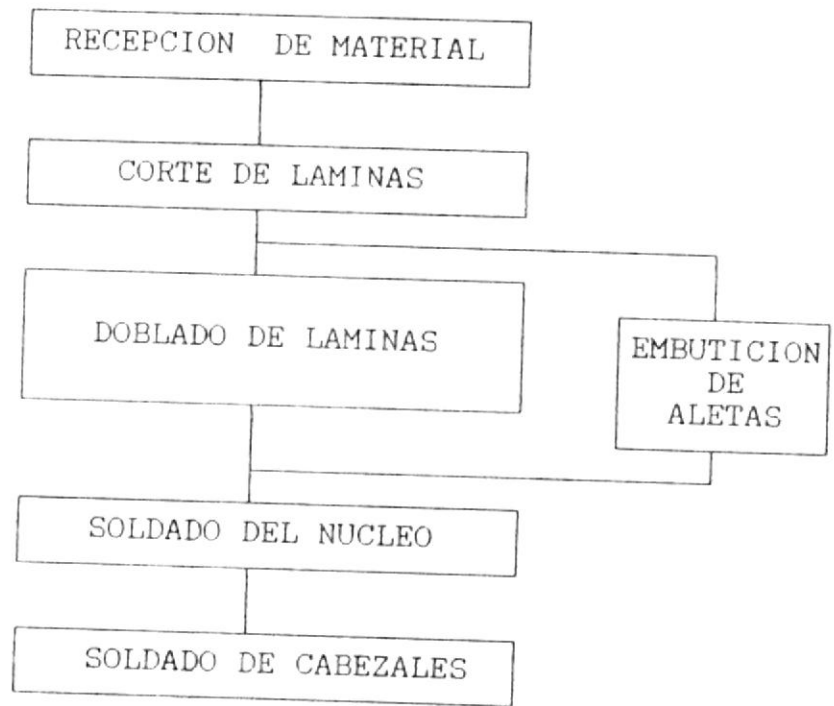 RECEPCION DE MATERIAL
CORTE DE LAMINAS
DOBLADO DE LAMINAS
EMBUTICION
DE
ALETAS
SOLDADO DEL NUCLEO
SOLDADO DE CABEZALES